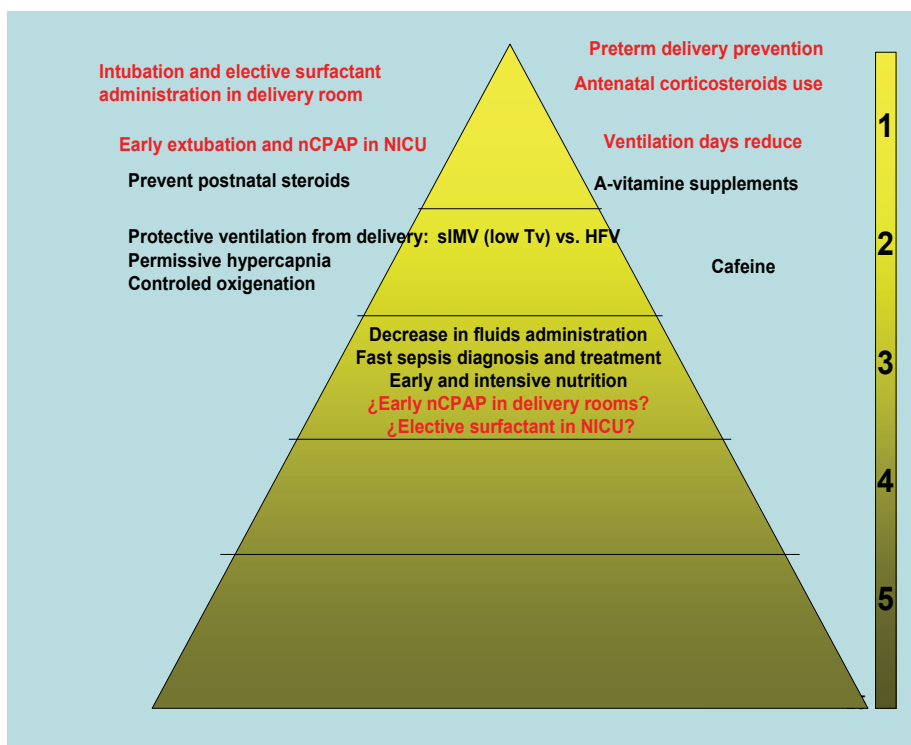 Preterm delivery prevention
Intubation and elective surfactant
administration in delivery room
Antenatal corticosteroids use
1
Early extubation and nCPAP in NICU
Ventilation days reduce
Prevent postnatal steroids
A-vitamine supplements
Protective ventilation from delivery: sIMV (low Tv) vs. HFV
2
Permissive hypercapnia
Cafeine
Controled oxigenation
Decrease in fluids administration
Fast sepsis diagnosis and treatment
3
Early and intensive nutrition
¿Early nCPAP in delivery rooms?
¿Elective surfactant in NICU?
4
5